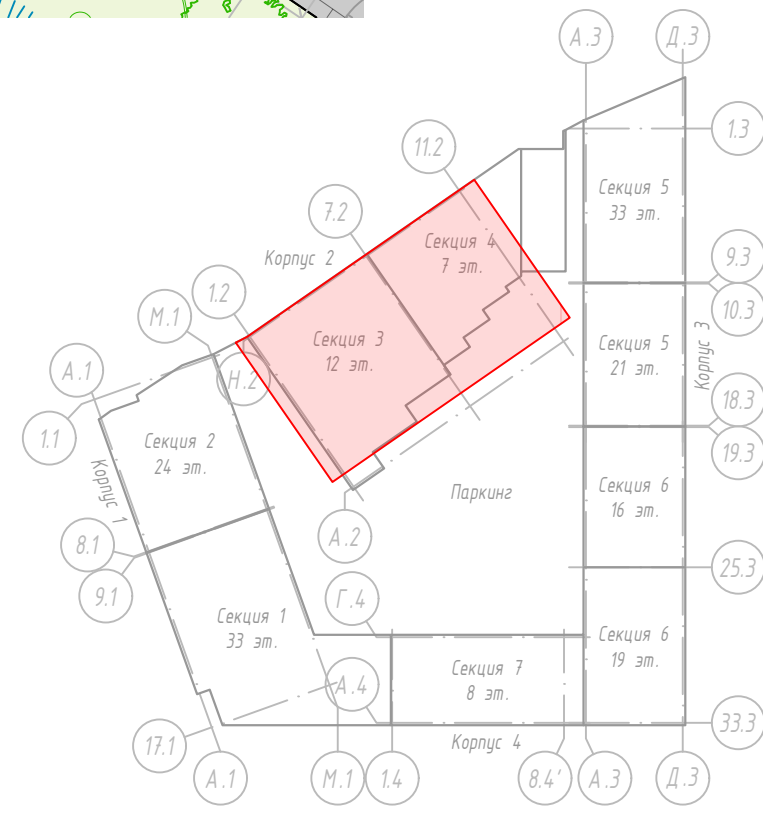 А.3
Д.3
1.3
11.2
Секция 5
33 эт.
7.2
Секция 4
7 эт.
Корпус 2
9.3
1.2
10.3
М.1
Секция 3
12 эт.
Секция 5
21 эт.
Корпус 3
А.1
Н.2
18.3
1.1
Секция 2
24 эт.
19.3
Корпус 1
Паркинг
Секция 6
16 эт.
8.1
А.2
25.3
9.1
Г.4
Секция 1
33 эт.
Секция 6
19 эт.
Секция 7
8 эт.
А.4
33.3
17.1
Корпус 4
А.1
М.1
1.4
8.4'
А.3
Д.3